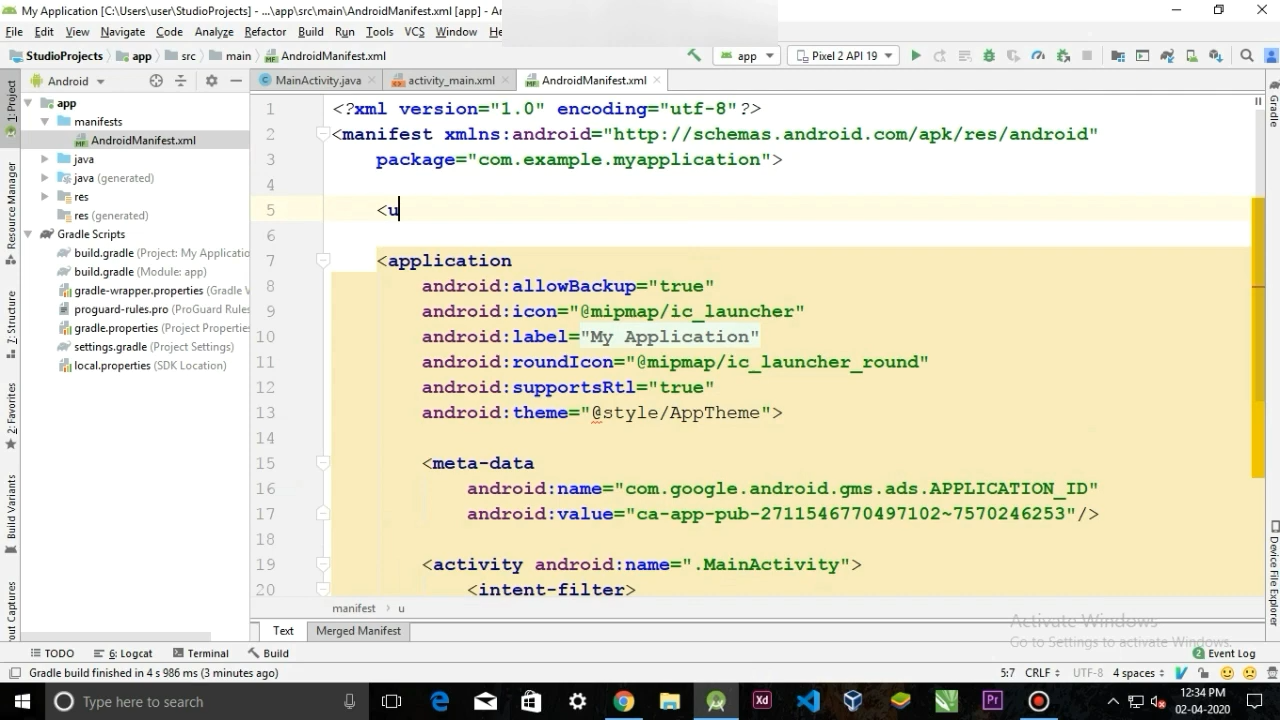 My Application [C:\Users\user\StudioProjects] - ...\app\src\main\AndroidManifest.xml [app] - An
File Edit View Navigate Code Analyze Refactor Build Run Tools VCS Window He
StudioProjects app src main AndroidManifest.xml app Pixel 2 API 19
Android MainActivity.java activity_main.xml AndroidManifest.xml
1: Project
Resource Manager
Z: Structure
2: Favorites
Build Variants
out Captures
app
manifests
AndroidManifest.xml
java
java (generated)
res
res (generated)
Gradle Scripts
build.gradle (Project: My Applicatio
build.gradle (Module: app)
gradle-wrapper.properties (Gradle V
proguard-rules.pro (ProGuard Rules
gradle.properties (Project Propertie
settings.gradle (Project Settings)
local.properties (SDK Location)
1 <?xml version="1.0" encoding="utf-8"?>
2 <manifest xmlns:android="http://schemas.android.com/apk/res/android"
3 package="com.example.myapplication">
4
5 <u
6
7 <application
8 android:allowBackup="true"
9 android:icon="@mipmap/ic_launcher"
10 android:label="My Application"
11 android:roundIcon="@mipmap/ic_launcher_round"
12 android:supportsRtl="true"
13 android:theme="@style/AppTheme">
14
15 <meta-data
16 android:name="com.google.android.gms.ads.APPLICATION_ID"
17 android:value="ca-app-pub-2711546770497102~7570246253"/>
18
19 <activity android:name=".MainActivity">
20 <intent-filter>
Gradle
Device File Explorer
manifest › u
Text Merged Manifest
Activate Windows
Go to Settings to activate Windows.
TODO 6: Logcat Terminal Build 2 Event Log
Gradle build finished in 4 s 986 ms (3 minutes ago) 5:7 CRLF UTF-8 4 spaces
Type here to search Xd Pr 12:34 PM
02-04-2020